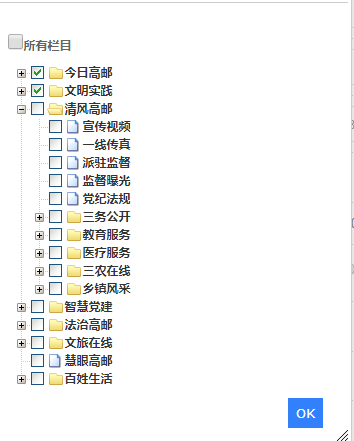 所有栏目
今日高邮
文明实践
清风高邮
宣传视频
一线传真
派驻监督
监督曝光
党纪法规
三务公开
教育服务
医疗服务
三农在线
乡镇风采
智慧党建
法治高邮
文旅在线
慧眼高邮
百姓生活
OK